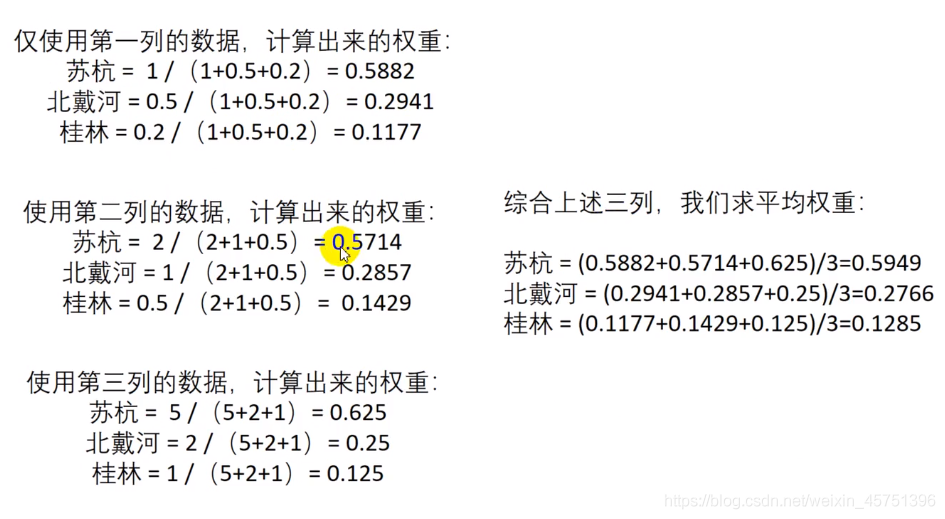 仅使用第一列的数据，计算出来的权重：
苏杭 = 1 /（1+0.5+0.2）= 0.5882
北戴河 = 0.5 /（1+0.5+0.2）= 0.2941
桂林 = 0.2 /（1+0.5+0.2）= 0.1177
使用第二列的数据，计算出来的权重：
苏杭 = 2 /（2+1+0.5）= 0.5714
北戴河 = 1 /（2+1+0.5）= 0.2857
桂林 = 0.5 /（2+1+0.5）= 0.1429
使用第三列的数据，计算出来的权重：
苏杭 = 5 /（5+2+1）= 0.625
北戴河 = 2 /（5+2+1）= 0.25
桂林 = 1 /（5+2+1）= 0.125
综合上述三列，我们求平均权重：
苏杭 = (0.5882+0.5714+0.625)/3=0.5949
北戴河 = (0.2941+0.2857+0.25)/3=0.2766
桂林 = (0.1177+0.1429+0.125)/3=0.1285
https://blog.csdn.net/weixin_45751396